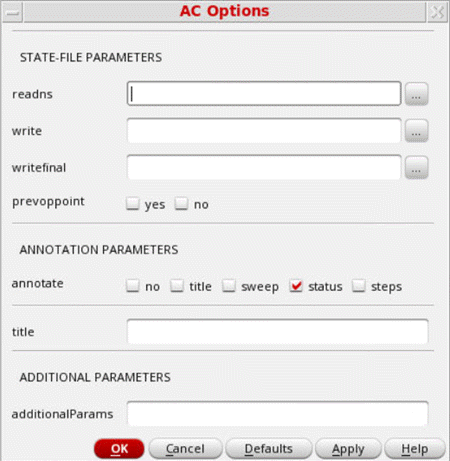 AC Options
STATE-FILE PARAMETERS
readns
...
write
...
writefinal
...
prevoppoint yes no
ANNOTATION PARAMETERS
annotate no title sweep status steps
title
ADDITIONAL PARAMETERS
additionalParams
OK Cancel Defaults Apply Help